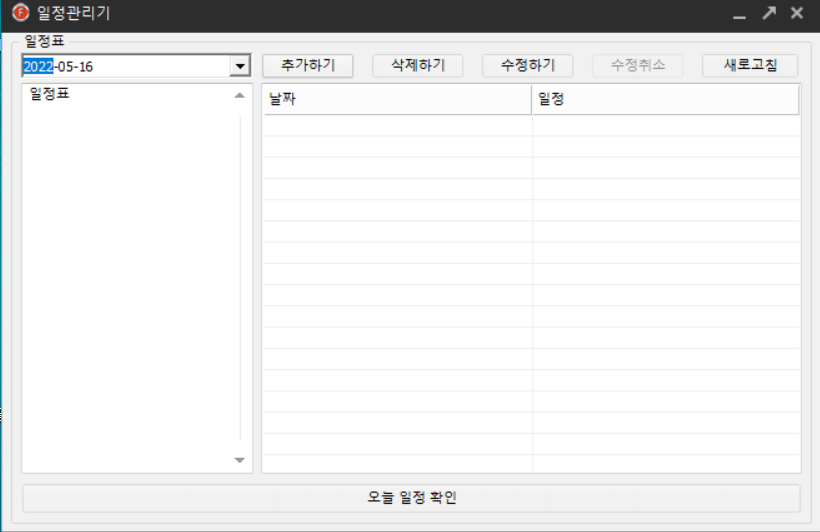 일정관리기
일정표
2022-05-16
추가하기 삭제하기 수정하기 수정취소 새로고침
일정표
날짜 일정
오늘 일정 확인